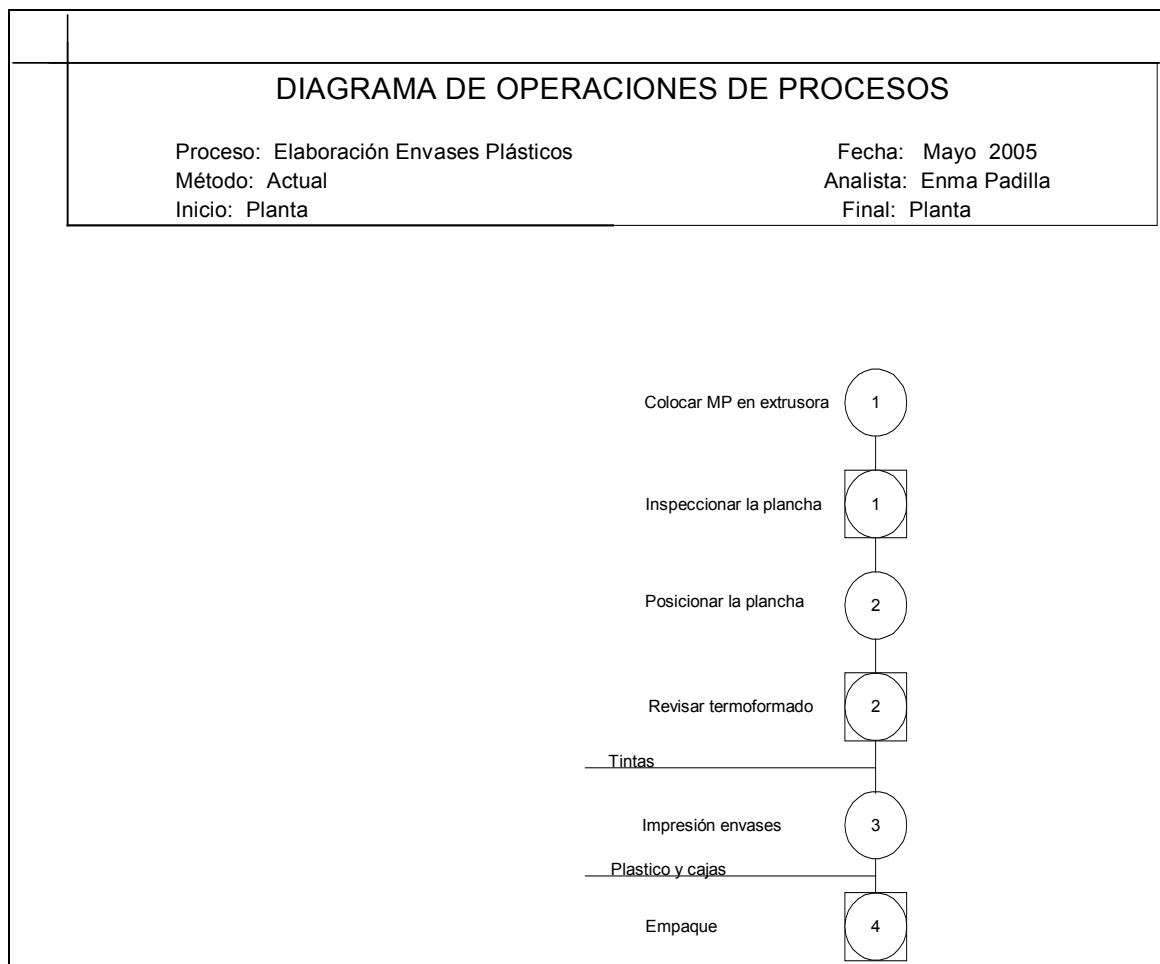 DIAGRAMA DE OPERACIONES DE PROCESOS
Proceso: Elaboración Envases Plásticos
Fecha: Mayo 2005
Método: Actual
Analista: Enma Padilla
Inicio: Planta
Final: Planta
Colocar MP en extrusora
1
Inspeccionar la plancha
1
Posicionar la plancha
2
Revisar termoformado
2
Tintas
Impresión envases
3
Plastico y cajas
Empaque
4